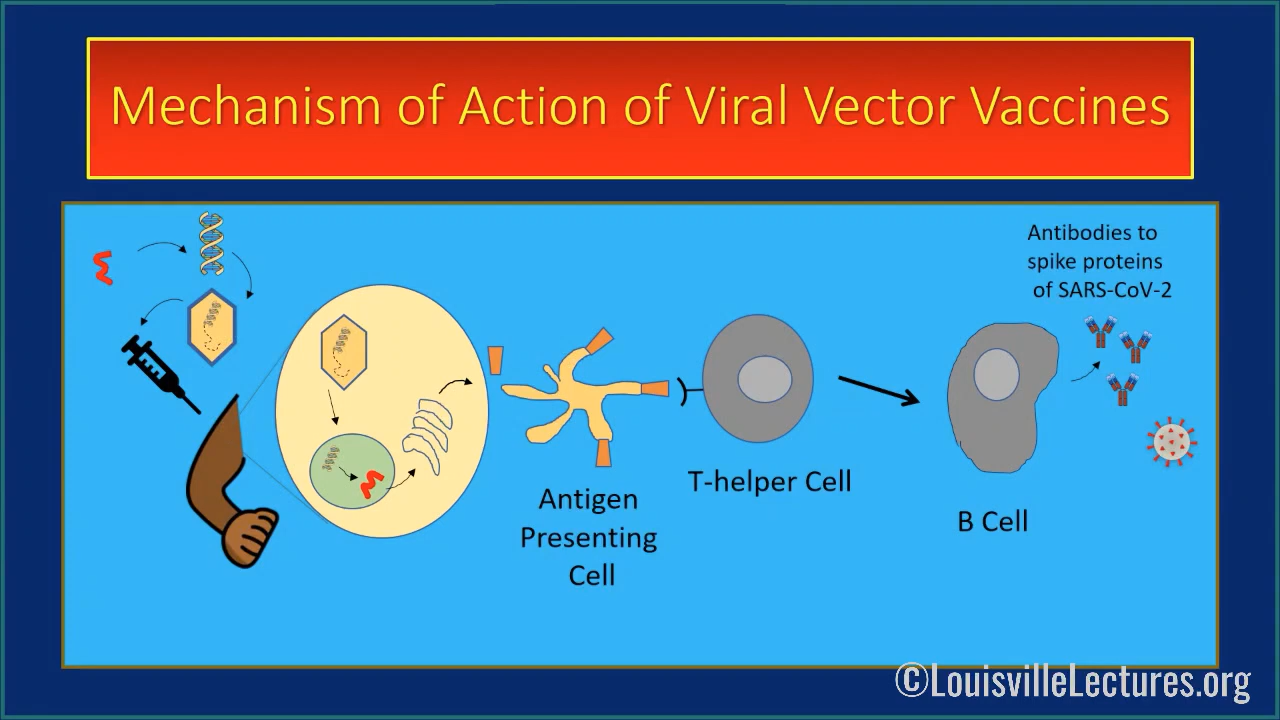 Mechanism of Action of Viral Vector Vaccines
Antibodies to
spike proteins
of SARS-CoV-2
Antigen
Presenting
Cell
T-helper Cell
B Cell
©LouisvilleLectures.org